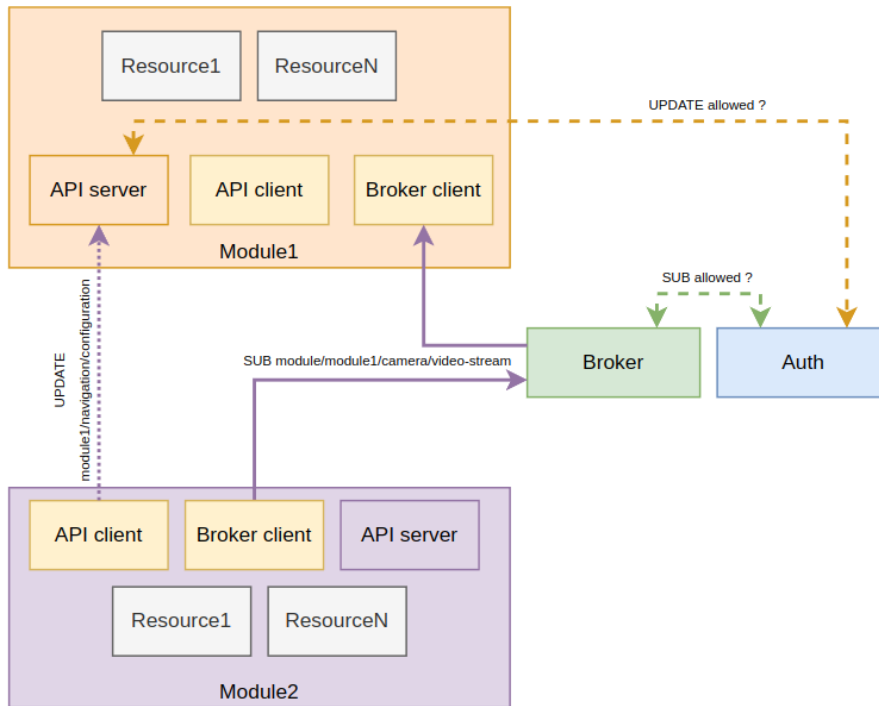 Resource1
ResourceN
UPDATE allowed ?
API server
API client
Broker client
Module1
SUB allowed ?
UPDATE
module1/navigation/configuration
SUB module/module1/camera/video-stream
Broker
Auth
API client
Broker client
API server
Resource1
ResourceN
Module2